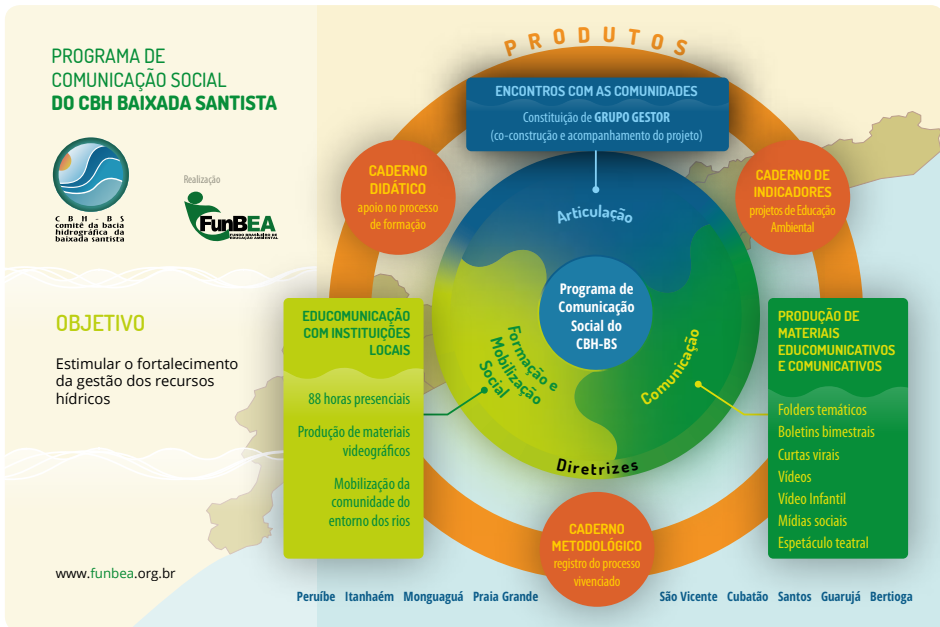 PROGRAMA DE
COMUNICAÇÃO SOCIAL
DO CBH BAIXADA SANTISTA
CBH-BS
comitê da bacia
hidrográfica da
baixada santista
Realização
FunBEA
FUNDO BRASILEIRO DE
EDUCAÇÃO AMBIENTAL
OBJETIVO
Estimular o fortalecimento
da gestão dos recursos
hídricos
www.funbea.org.br
PRODUTOS
ENCONTROS COM AS COMUNIDADES
Constituição de GRUPO GESTOR
(co-construção e acompanhamento do projeto)
CADERNO
DIDÁTICO
apoio no processo
de formação
CADERNO DE
INDICADORES
projetos de Educação
Ambiental
Articulação
Programa de
Comunicação
Social do
CBH-BS
Formação e
Mobilização
Social
Comunicação
Diretrizes
EDUCOMUNICAÇÃO
COM INSTITUIÇÕES
LOCAIS
88 horas presenciais
Produção de materiais
videográficos
Mobilização da
comunidade do
entorno dos rios
PRODUÇÃO DE
MATERIAIS
EDUCOMUNICATIVOS
E COMUNICATIVOS
Folders temáticos
Boletins bimestrais
Curtas virais
Vídeos
Vídeo Infantil
Mídias sociais
Espetáculo teatral
CADERNO
METODOLÓGICO
registro do processo
vivenciado
Peruíbe Itanhaém Monguaguá Praia Grande
São Vicente Cubatão Santos Guarujá Bertioga